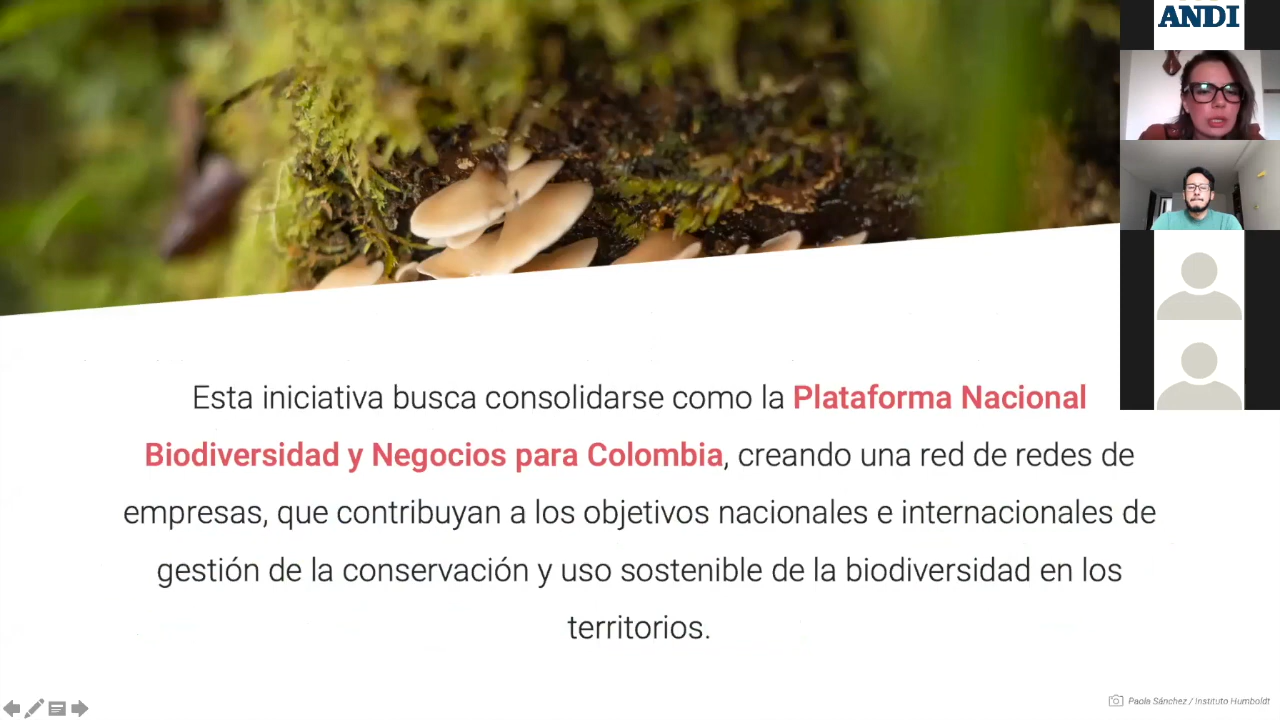 ANDI
Esta iniciativa busca consolidarse como la Plataforma Nacional
Biodiversidad y Negocios para Colombia, creando una red de redes de
empresas, que contribuyan a los objetivos nacionales e internacionales de
gestión de la conservación y uso sostenible de la biodiversidad en los
territorios.
Paola Sánchez / Instituto Humboldt